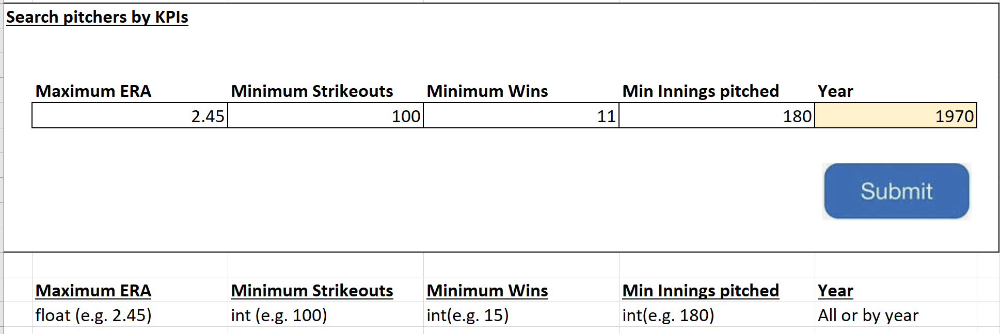 Search pitchers by KPIs
Maximum ERA Minimum Strikeouts Minimum Wins Min Innings pitched Year
2.45 100 11 180 1970
Submit
Maximum ERA Minimum Strikeouts Minimum Wins Min Innings pitched Year
float (e.g. 2.45) int (e.g. 100) int(e.g. 15) int(e.g. 180) All or by year